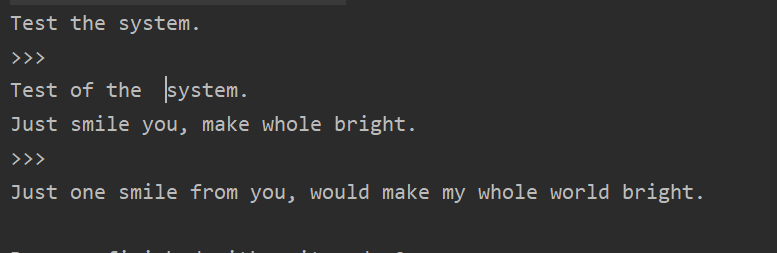 Test the system.
>>>
Test of the  system.
Just smile you, make whole bright.
>>>
Just one smile from you, would make my whole world bright.